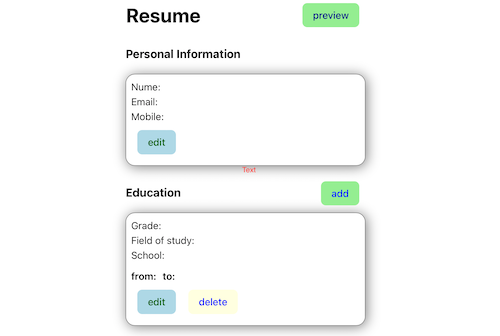 Resume
preview
Personal Information
Nume:
Email:
Mobile:
edit
Text
Education
add
Grade:
Field of study:
School:
from: to:
edit delete